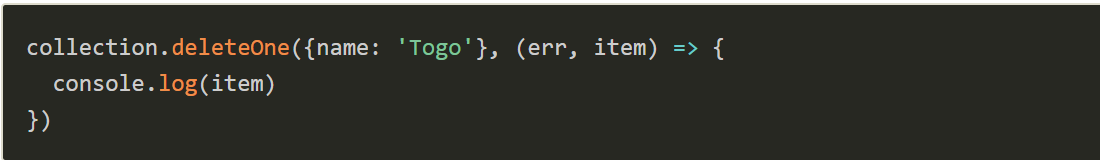 collection.deleteOne({name: 'Togo'}, (err, item) => {
  console.log(item)
})